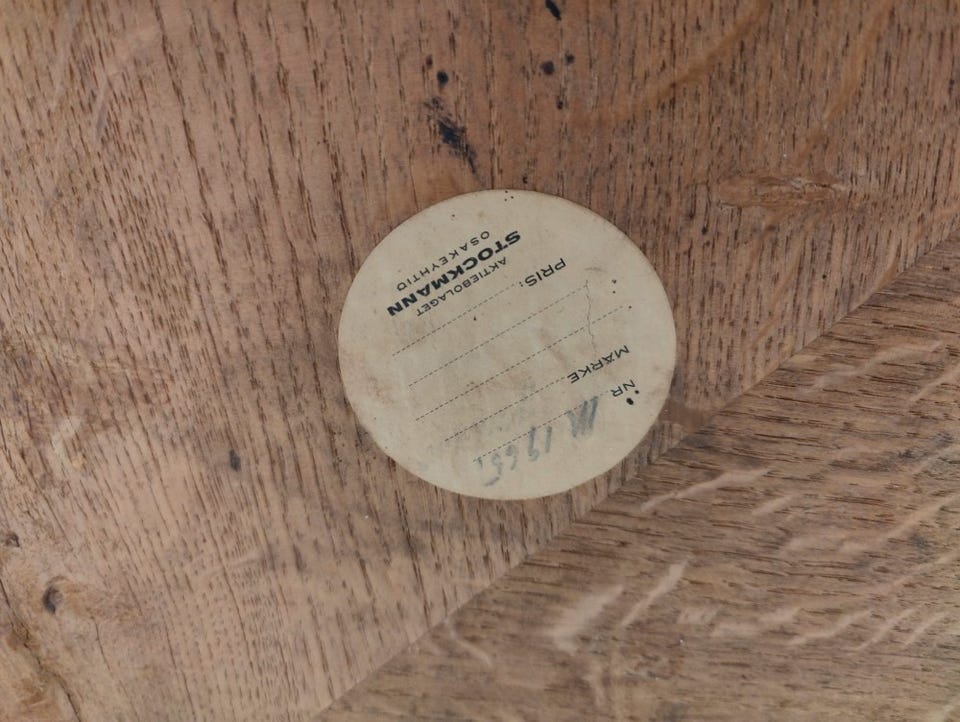 NR. M 1965.
MÄRKE
PRIS:
AKTIEBOLAGET
STOCKMANN
OSAKEYHTIÖ